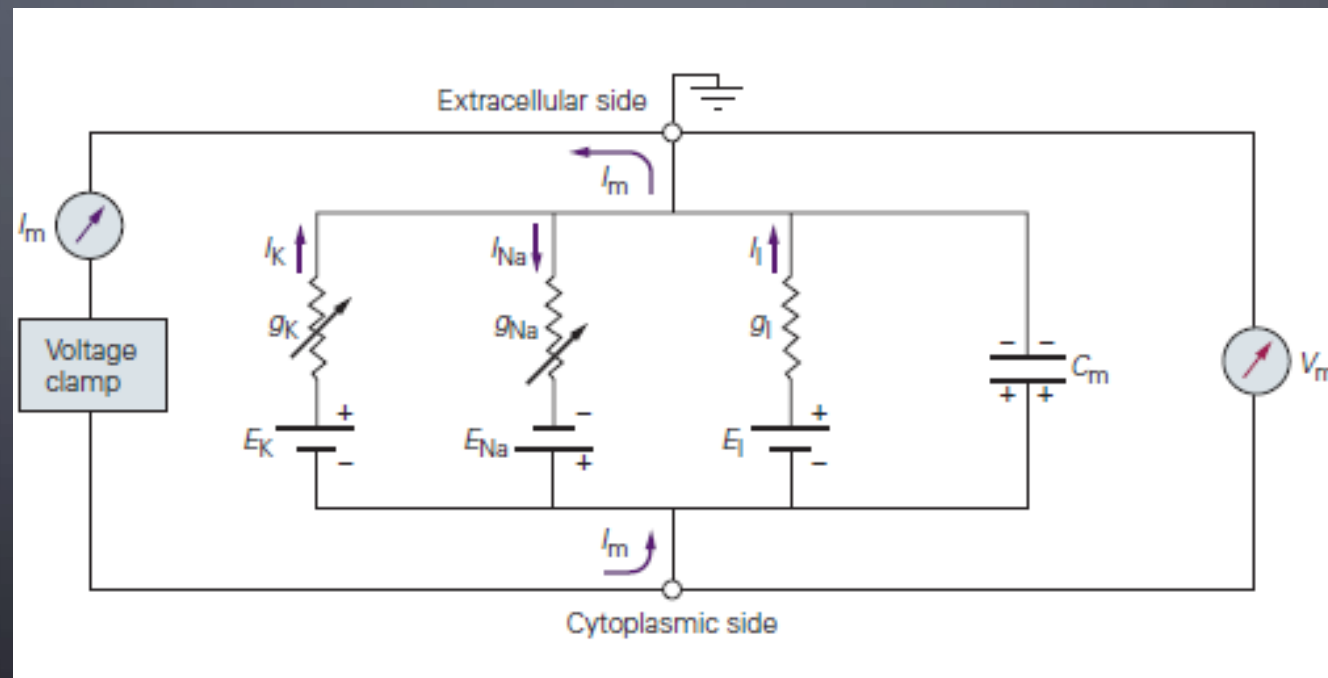 Extracellular side
Im
Im
IK
INa
Il
gK
gNa
gl
Voltage
clamp
- -
Cm
+ +
Vm
+
-
+
EK
ENa
El
-
+
-
Im
Cytoplasmic side